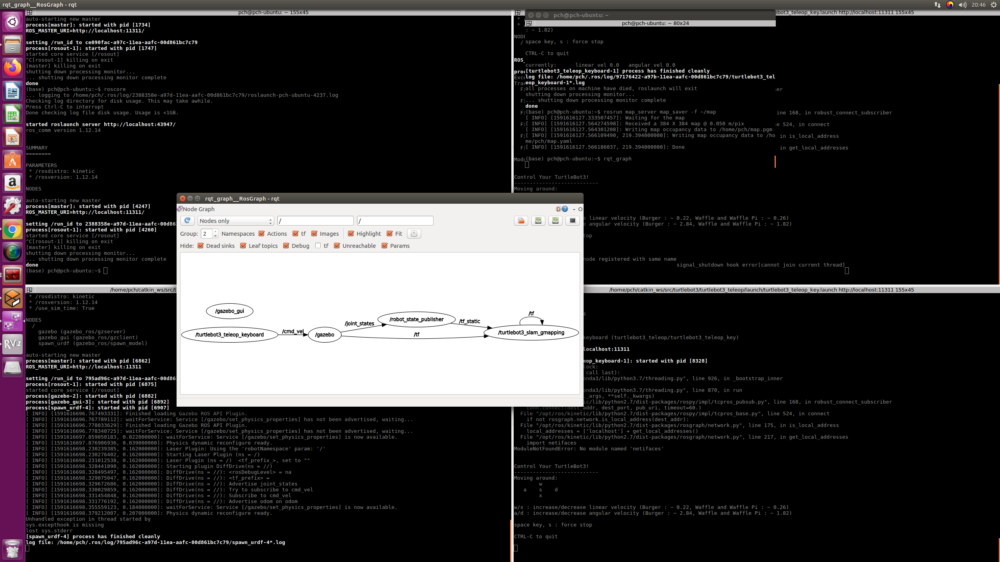 rqt_graph__RosGraph - rqt
20:46
pch@pch-ubuntu: ~ 155x45
auto-starting new master
process[master]: started with pid [1734]
ROS_MASTER_URI=http://localhost:11311/
setting /run_id to ce090fac-a97c-11ea-aafc-00d861bc7c79
process[rosout-1]: started with pid [1747]
started core service [/rosout]
^C[rosout-1] killing on exit
[master] killing on exit
shutting down processing monitor...
... shutting down processing monitor complete
done
(base) pch@pch-ubuntu:~$ roscore
... logging to /home/pch/.ros/log/2388358e-a97d-11ea-aafc-00d861bc7c79/roslaunch-pch-ubuntu-4237.log
Checking log directory for disk usage. This may take awhile.
Press Ctrl-C to interrupt
Done checking log file disk usage. Usage is <1GB.
started roslaunch server http://localhost:43947/
ros_comm version 1.12.14
SUMMARY
========
PARAMETERS
* /rosdistro: kinetic
* /rosversion: 1.12.14
NODES
auto-starting new master
process[master]: started with pid [4247]
ROS_MASTER_URI=http://localhost:11311/
setting /run_id to 2388358e-a97d-11ea-aafc-00d86
process[rosout-1]: started with pid [4260]
started core service [/rosout]
^C[rosout-1] killing on exit
[master] killing on exit
shutting down processing monitor...
... shutting down processing monitor complete
done
(base) pch@pch-ubuntu:~$
ebot3_teleop_key.launch http://localhost:11311 155x45
pch@pch-ubuntu: ~
pch@pch-ubuntu: ~ 80x24
: ~ 1.82)
NODE
/
space key, s : force stop
CTRL-C to quit
ROS_
currently: linear vel 0.0 angular vel 0.0
proc
[turtlebot3_teleop_keyboard-1] process has finished cleanly
Exce
log file: /home/pch/.ros/log/97176422-a97b-11ea-aafc-00d861bc7c79/turtlebot3_tel
Trac
eop_keyboard-1*.log
all processes on machine have died, roslaunch will exit
shutting down processing monitor...
... shutting down processing monitor complete
done
(base) pch@pch-ubuntu:~$ rosrun map_server map_saver -f ~/map
ine 168, in robust_connect_subscriber
[ INFO] [1591616127.333507457]: Waiting for the map
[ INFO] [1591616127.564274598]: Received a 384 X 384 map @ 0.050 m/pix
e 524, in connect
[ INFO] [1591616127.564301208]: Writing map occupancy data to /home/pch/map.pgm
[ INFO] [1591616127.566109490, 219.394000000]: Writing map occupancy data to /ho
in is_local_address
me/pch/map.yaml
[ INFO] [1591616127.566186037, 219.394000000]: Done
in get_local_addresses
Modu
(base) pch@pch-ubuntu:~$ rqt_graph
Control Your TurtleBot3!
---------------------------
Moving around:
linear velocity (Burger : ~ 0.22, Waffle and Waffle Pi : ~ 0.26)
angular velocity (Burger : ~ 2.84, Waffle and Waffle Pi : ~ 1.82)
top
node registered with same name
signal_shutdown hook error[cannot join current thread]
rqt_graph__RosGraph - rqt
Node Graph
D ? - O
Nodes only
/
/
Group: 2 Namespaces Actions tf Images Highlight Fit
Hide: Dead sinks Leaf topics Debug tf Unreachable Params
/gazebo_gui
/turtlebot3_teleop_keyboard
/cmd_vel
/gazebo
/joint_states
/robot_state_publisher
/tf_static
/tf
/tf
/turtlebot3_slam_gmapping
/home/pch/catkin_ws/src/t
* /rosdistro: kinetic
* /rosversion: 1.12.14
* /use_sim_time: True
NODES
/
gazebo (gazebo_ros/gzserver)
gazebo_gui (gazebo_ros/gzclient)
spawn_urdf (gazebo_ros/spawn_model)
auto-starting new master
process[master]: started with pid [6862]
ROS_MASTER_URI=http://localhost:11311
setting /run_id to 795ad96c-a97d-11ea-aafc-00d86
process[rosout-1]: started with pid [6875]
started core service [/rosout]
process[gazebo-2]: started with pid [6882]
process[gazebo_gui-3]: started with pid [6892]
process[spawn_urdf-4]: started with pid [6907]
[ INFO] [1591616696.767493331]: Finished loading Gazebo ROS API Plugin.
[ INFO] [1591616696.767789112]: waitForService: Service [/gazebo/set_physics_properties] has not been advertised, waiting...
[ INFO] [1591616696.778033629]: Finished loading Gazebo ROS API Plugin.
[ INFO] [1591616696.778340725]: waitForService: Service [/gazebo/set_physics_properties] has not been advertised, waiting...
[ INFO] [1591616697.859050183, 0.022000000]: waitForService: Service [/gazebo/set_physics_properties] is now available.
[ INFO] [1591616697.876906936, 0.039000000]: Physics dynamic reconfigure ready.
[ INFO] [1591616698.230239385, 0.162000000]: Laser Plugin: Using the 'robotNamespace' param: '/'
[ INFO] [1591616698.230276402, 0.162000000]: Starting Laser Plugin (ns = /)
[ INFO] [1591616698.231012538, 0.162000000]: Laser Plugin (ns = /) <tf_prefix_>, set to ""
[ INFO] [1591616698.328441090, 0.162000000]: Starting plugin DiffDrive(ns = //)
[ INFO] [1591616698.328495497, 0.162000000]: DiffDrive(ns = //): <rosDebugLevel> = na
[ INFO] [1591616698.329075047, 0.162000000]: DiffDrive(ns = //): <tf_prefix> =
[ INFO] [1591616698.329672686, 0.162000000]: DiffDrive(ns = //): Advertise joint_states
[ INFO] [1591616698.330029859, 0.162000000]: DiffDrive(ns = //): Try to subscribe to cmd_vel
[ INFO] [1591616698.331454848, 0.162000000]: DiffDrive(ns = //): Subscribe to cmd_vel
[ INFO] [1591616698.331776192, 0.162000000]: DiffDrive(ns = //): Advertise odom on odom
[ INFO] [1591616698.355559123, 0.184000000]: waitForService: Service [/gazebo/set_physics_properties] is now available.
[ INFO] [1591616698.379212007, 0.207000000]: Physics dynamic reconfigure ready.
Unhandled exception in thread started by
sys.excepthook is missing
lost sys.stderr
[spawn_urdf-4] process has finished cleanly
log file: /home/pch/.ros/log/795ad96c-a97d-11ea-aafc-00d861bc7c79/spawn_urdf-4*.log
/home/pch/catkin_ws/src/turtlebot3/turtlebot3_teleop/launch/turtlebot3_teleop_key.launch http://localhost:11311 155x45
4
keyboard (turtlebot3_teleop/turtlebot3_teleop_key)
localhost:11311
eop_keyboard-1]: started with pid [8328]
lock:
call last):
onda3/lib/python3.7/threading.py", line 926, in _bootstrap_inner
onda3/lib/python3.7/threading.py", line 870, in run
_args, **self._kwargs)
tic/lib/python2.7/dist-packages/rospy/impl/tcpros_pubsub.py", line 168, in robust_connect_subscriber
conn.connect(dest_addr, dest_port, pub_uri, timeout=60.)
File "/opt/ros/kinetic/lib/python2.7/dist-packages/rospy/impl/tcpros_base.py", line 524, in connect
if not rosgraph.network.is_local_address(dest_addr):
File "/opt/ros/kinetic/lib/python2.7/dist-packages/rosgraph/network.py", line 175, in is_local_address
local_addresses = ['localhost'] + get_local_addresses()
File "/opt/ros/kinetic/lib/python2.7/dist-packages/rosgraph/network.py", line 217, in get_local_addresses
import netifaces
ModuleNotFoundError: No module named 'netifaces'
Control Your TurtleBot3!
---------------------------
Moving around:
w
a s d
x
w/x : increase/decrease linear velocity (Burger : ~ 0.22, Waffle and Waffle Pi : ~ 0.26)
a/d : increase/decrease angular velocity (Burger : ~ 2.84, Waffle and Waffle Pi : ~ 1.82)
space key, s : force stop
CTRL-C to quit
RViz